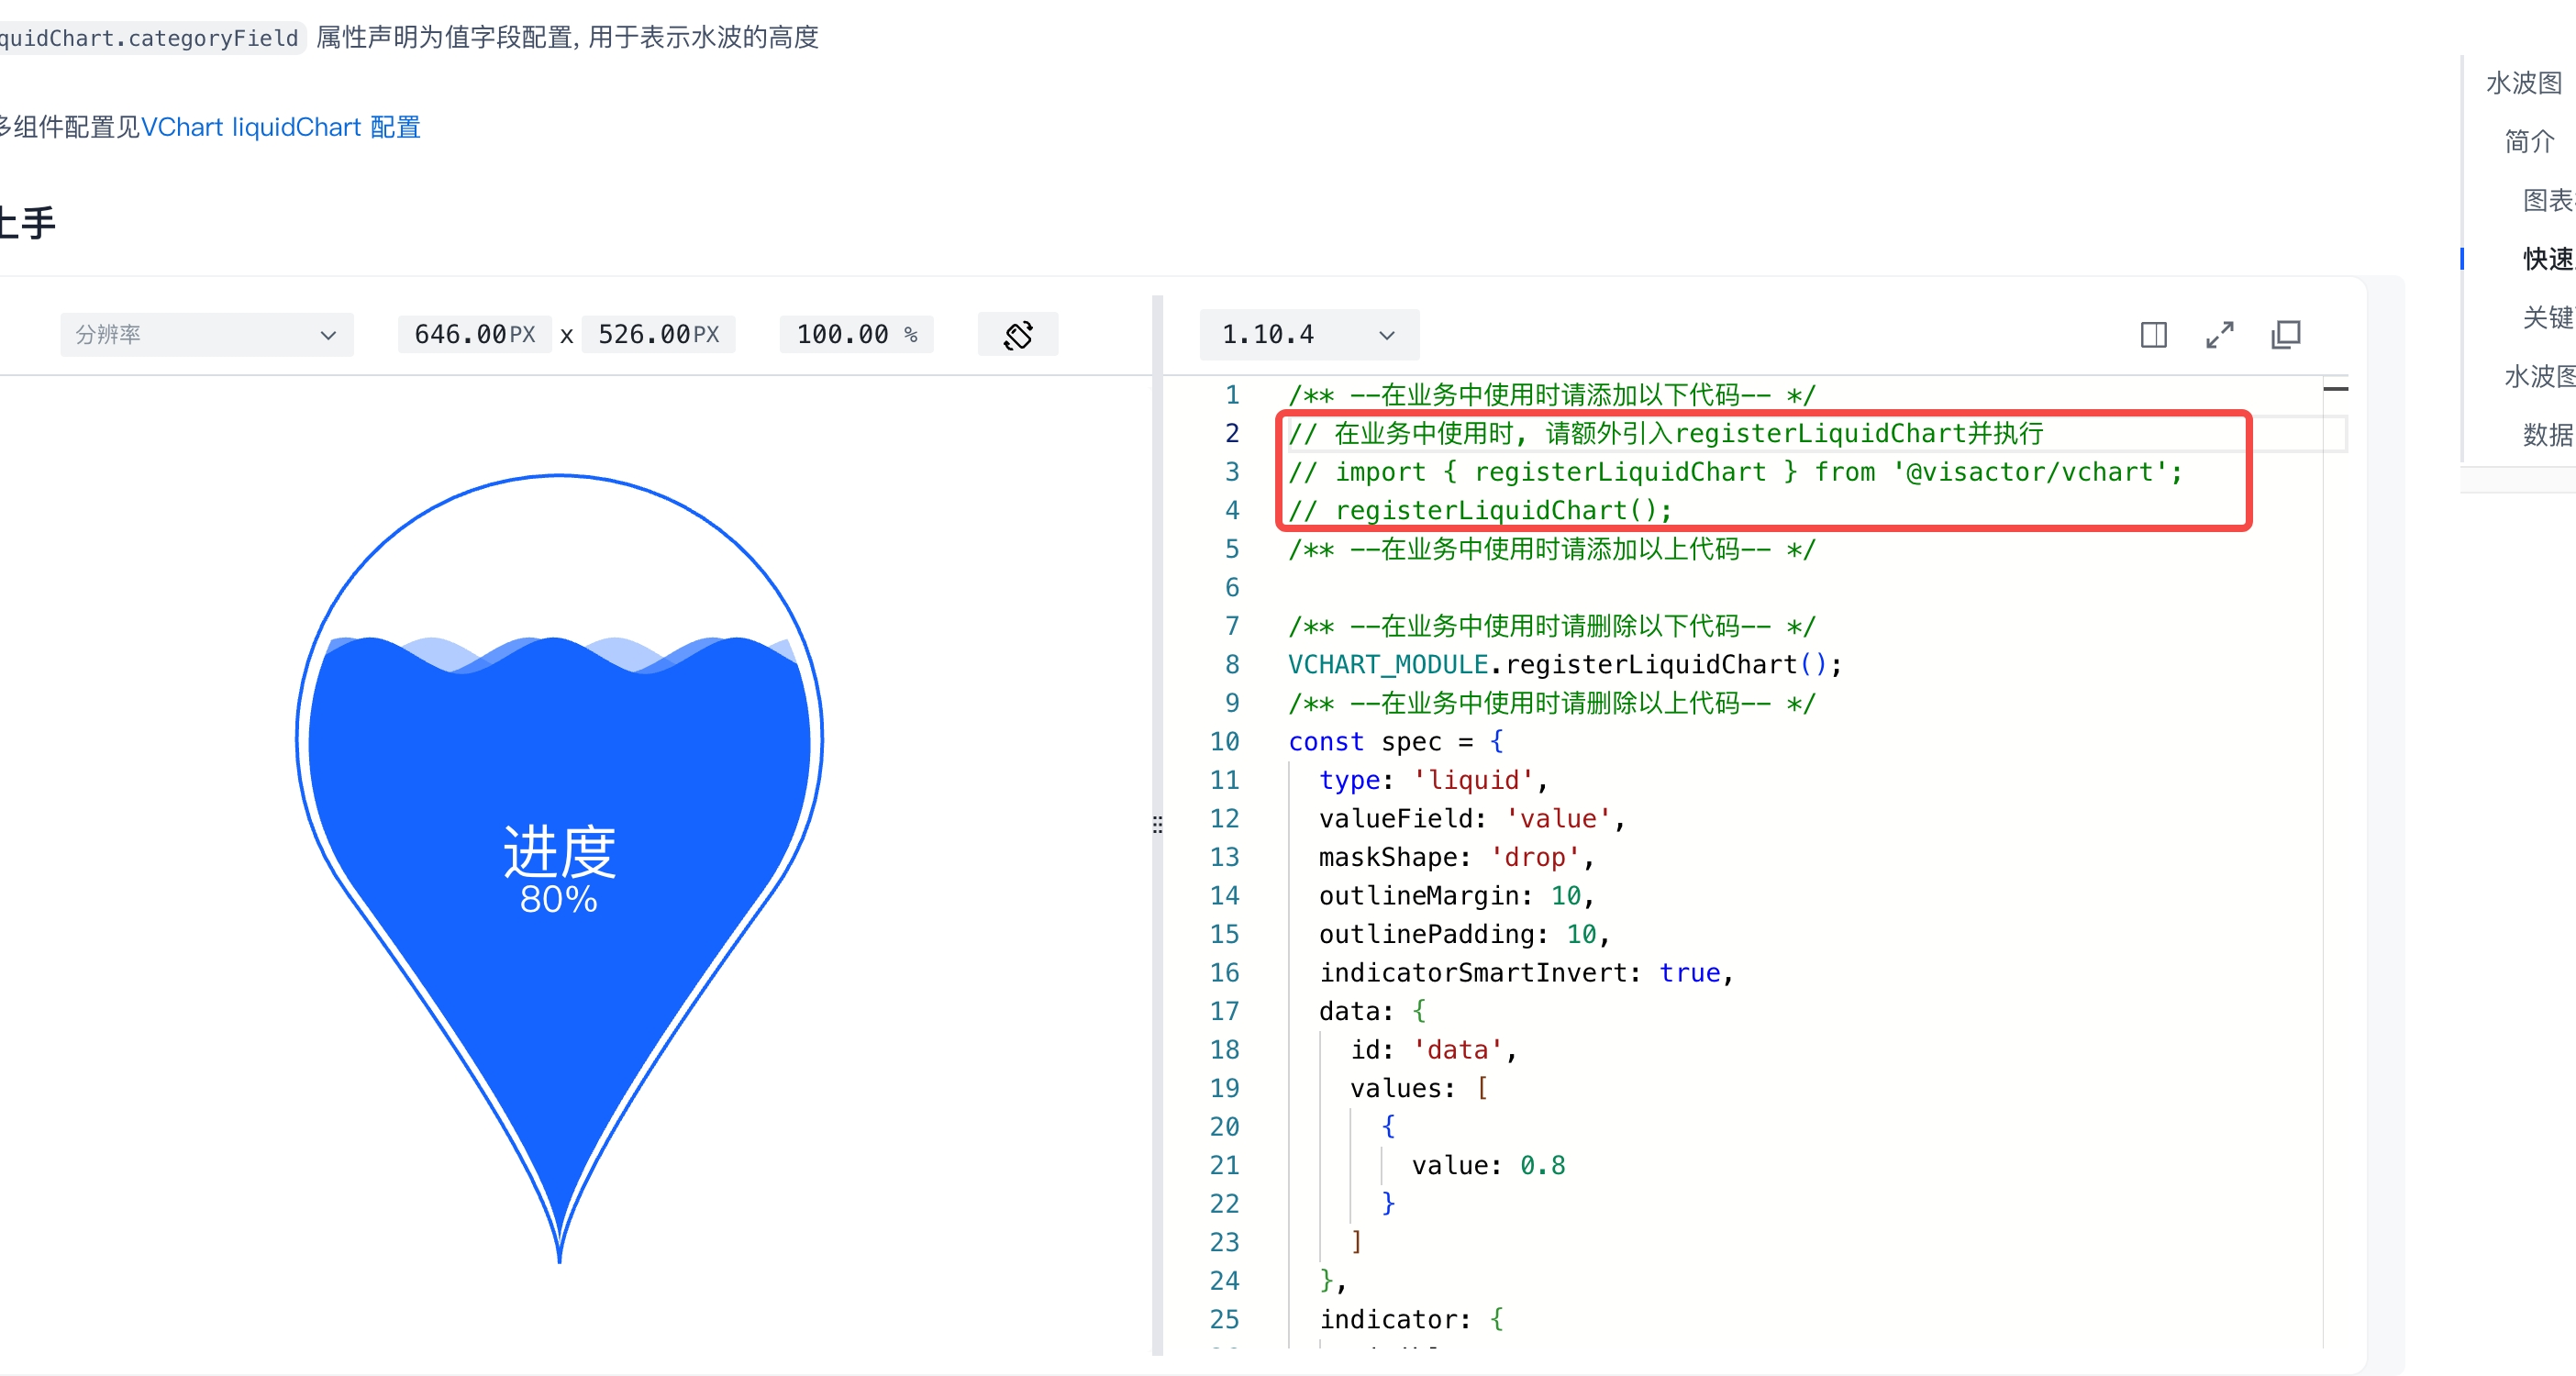 quidChart.categoryField 属性声明为值字段配置, 用于表示水波的高度
多组件配置见VChart liquidChart 配置
上手
分辨率
646.00PX x 526.00PX
100.00 %
进度
80%
1.10.4
1 /** --在业务中使用时请添加以下代码-- */
2 // 在业务中使用时, 请额外引入registerLiquidChart并执行
3 // import { registerLiquidChart } from '@visactor/vchart';
4 // registerLiquidChart();
5 /** --在业务中使用时请添加以上代码-- */
6
7 /** --在业务中使用时请删除以下代码-- */
8 VCHART_MODULE.registerLiquidChart();
9 /** --在业务中使用时请删除以上代码-- */
10 const spec = {
11 type: 'liquid',
12 valueField: 'value',
13 maskShape: 'drop',
14 outlineMargin: 10,
15 outlinePadding: 10,
16 indicatorSmartInvert: true,
17 data: {
18 id: 'data',
19 values: [
20 {
21 value: 0.8
22 }
23 ]
24 },
25 indicator: {
水波图
简介
图表
快速
关键
水波图
数据